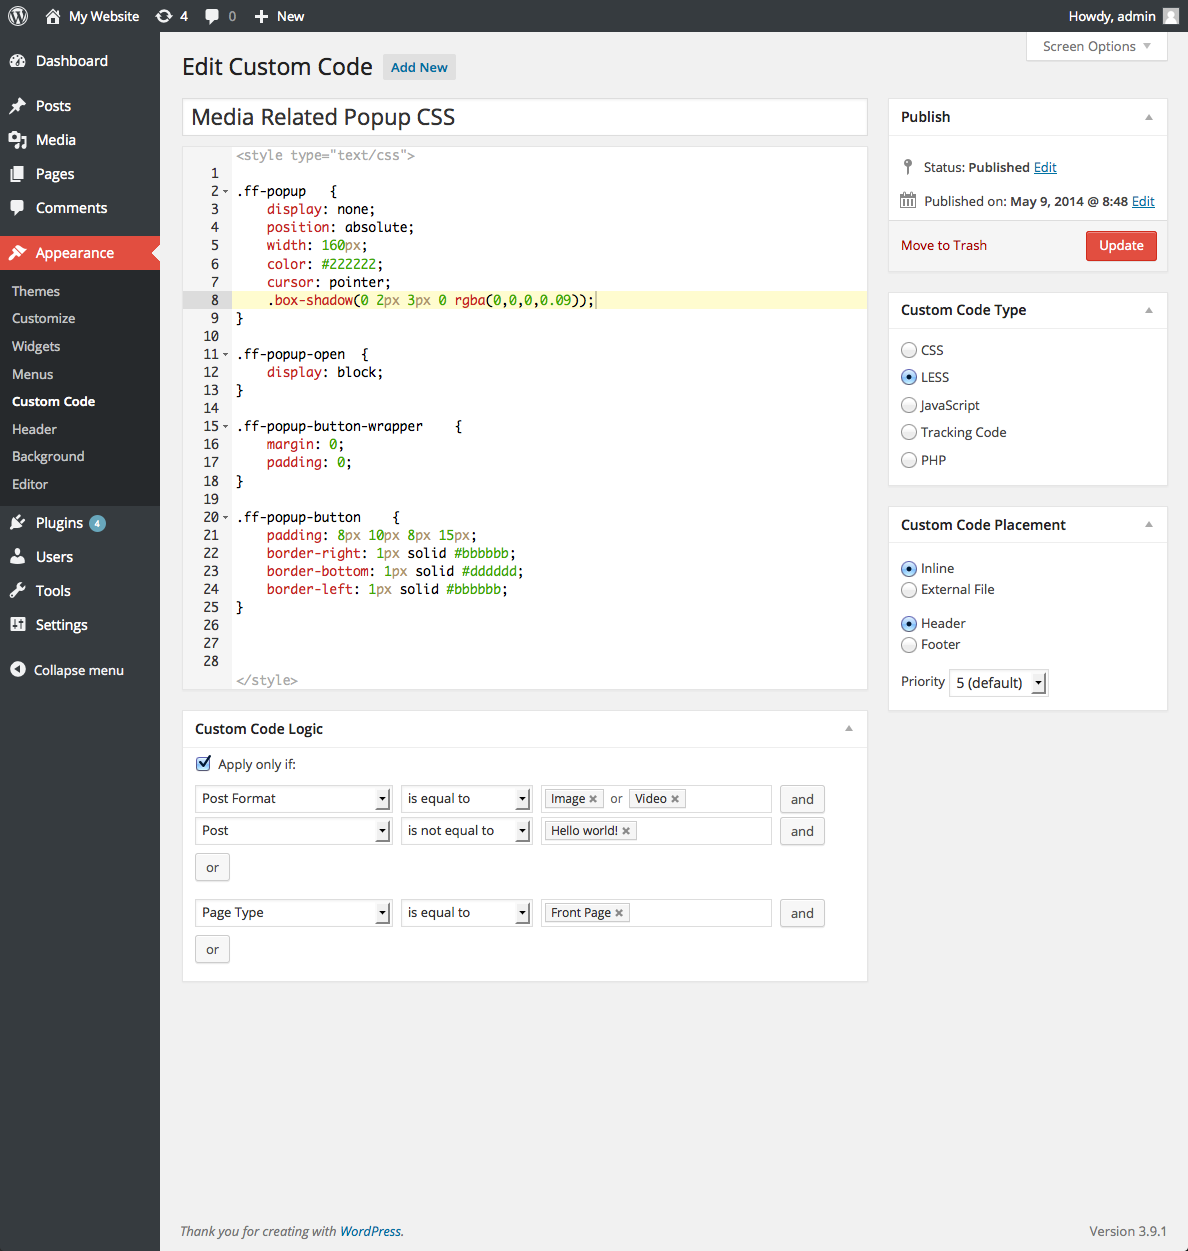 My Website 4 0 New Howdy, admin
Screen Options
Dashboard
Posts
Media
Pages
Comments
Appearance
Themes
Customize
Widgets
Menus
Custom Code
Header
Background
Editor
Plugins 4
Users
Tools
Settings
Collapse menu
Edit Custom Code Add New
Media Related Popup CSS
<style type="text/css">
1
2 .ff-popup   {
3     display: none;
4     position: absolute;
5     width: 160px;
6     color: #222222;
7     cursor: pointer;
8     .box-shadow(0 2px 3px 0 rgba(0,0,0,0.09));
9 }
10
11 .ff-popup-open  {
12     display: block;
13 }
14
15 .ff-popup-button-wrapper    {
16     margin: 0;
17     padding: 0;
18 }
19
20 .ff-popup-button    {
21     padding: 8px 10px 8px 15px;
22     border-right: 1px solid #bbbbbb;
23     border-bottom: 1px solid #dddddd;
24     border-left: 1px solid #bbbbbb;
25 }
26
27
28
</style>
Custom Code Logic
Apply only if:
Post Format is equal to Image × or Video × and
Post is not equal to Hello world! × and
or
Page Type is equal to Front Page × and
or
Publish
Status: Published Edit
Published on: May 9, 2014 @ 8:48 Edit
Move to Trash Update
Custom Code Type
CSS
LESS
JavaScript
Tracking Code
PHP
Custom Code Placement
Inline
External File
Header
Footer
Priority 5 (default)
Thank you for creating with WordPress. Version 3.9.1